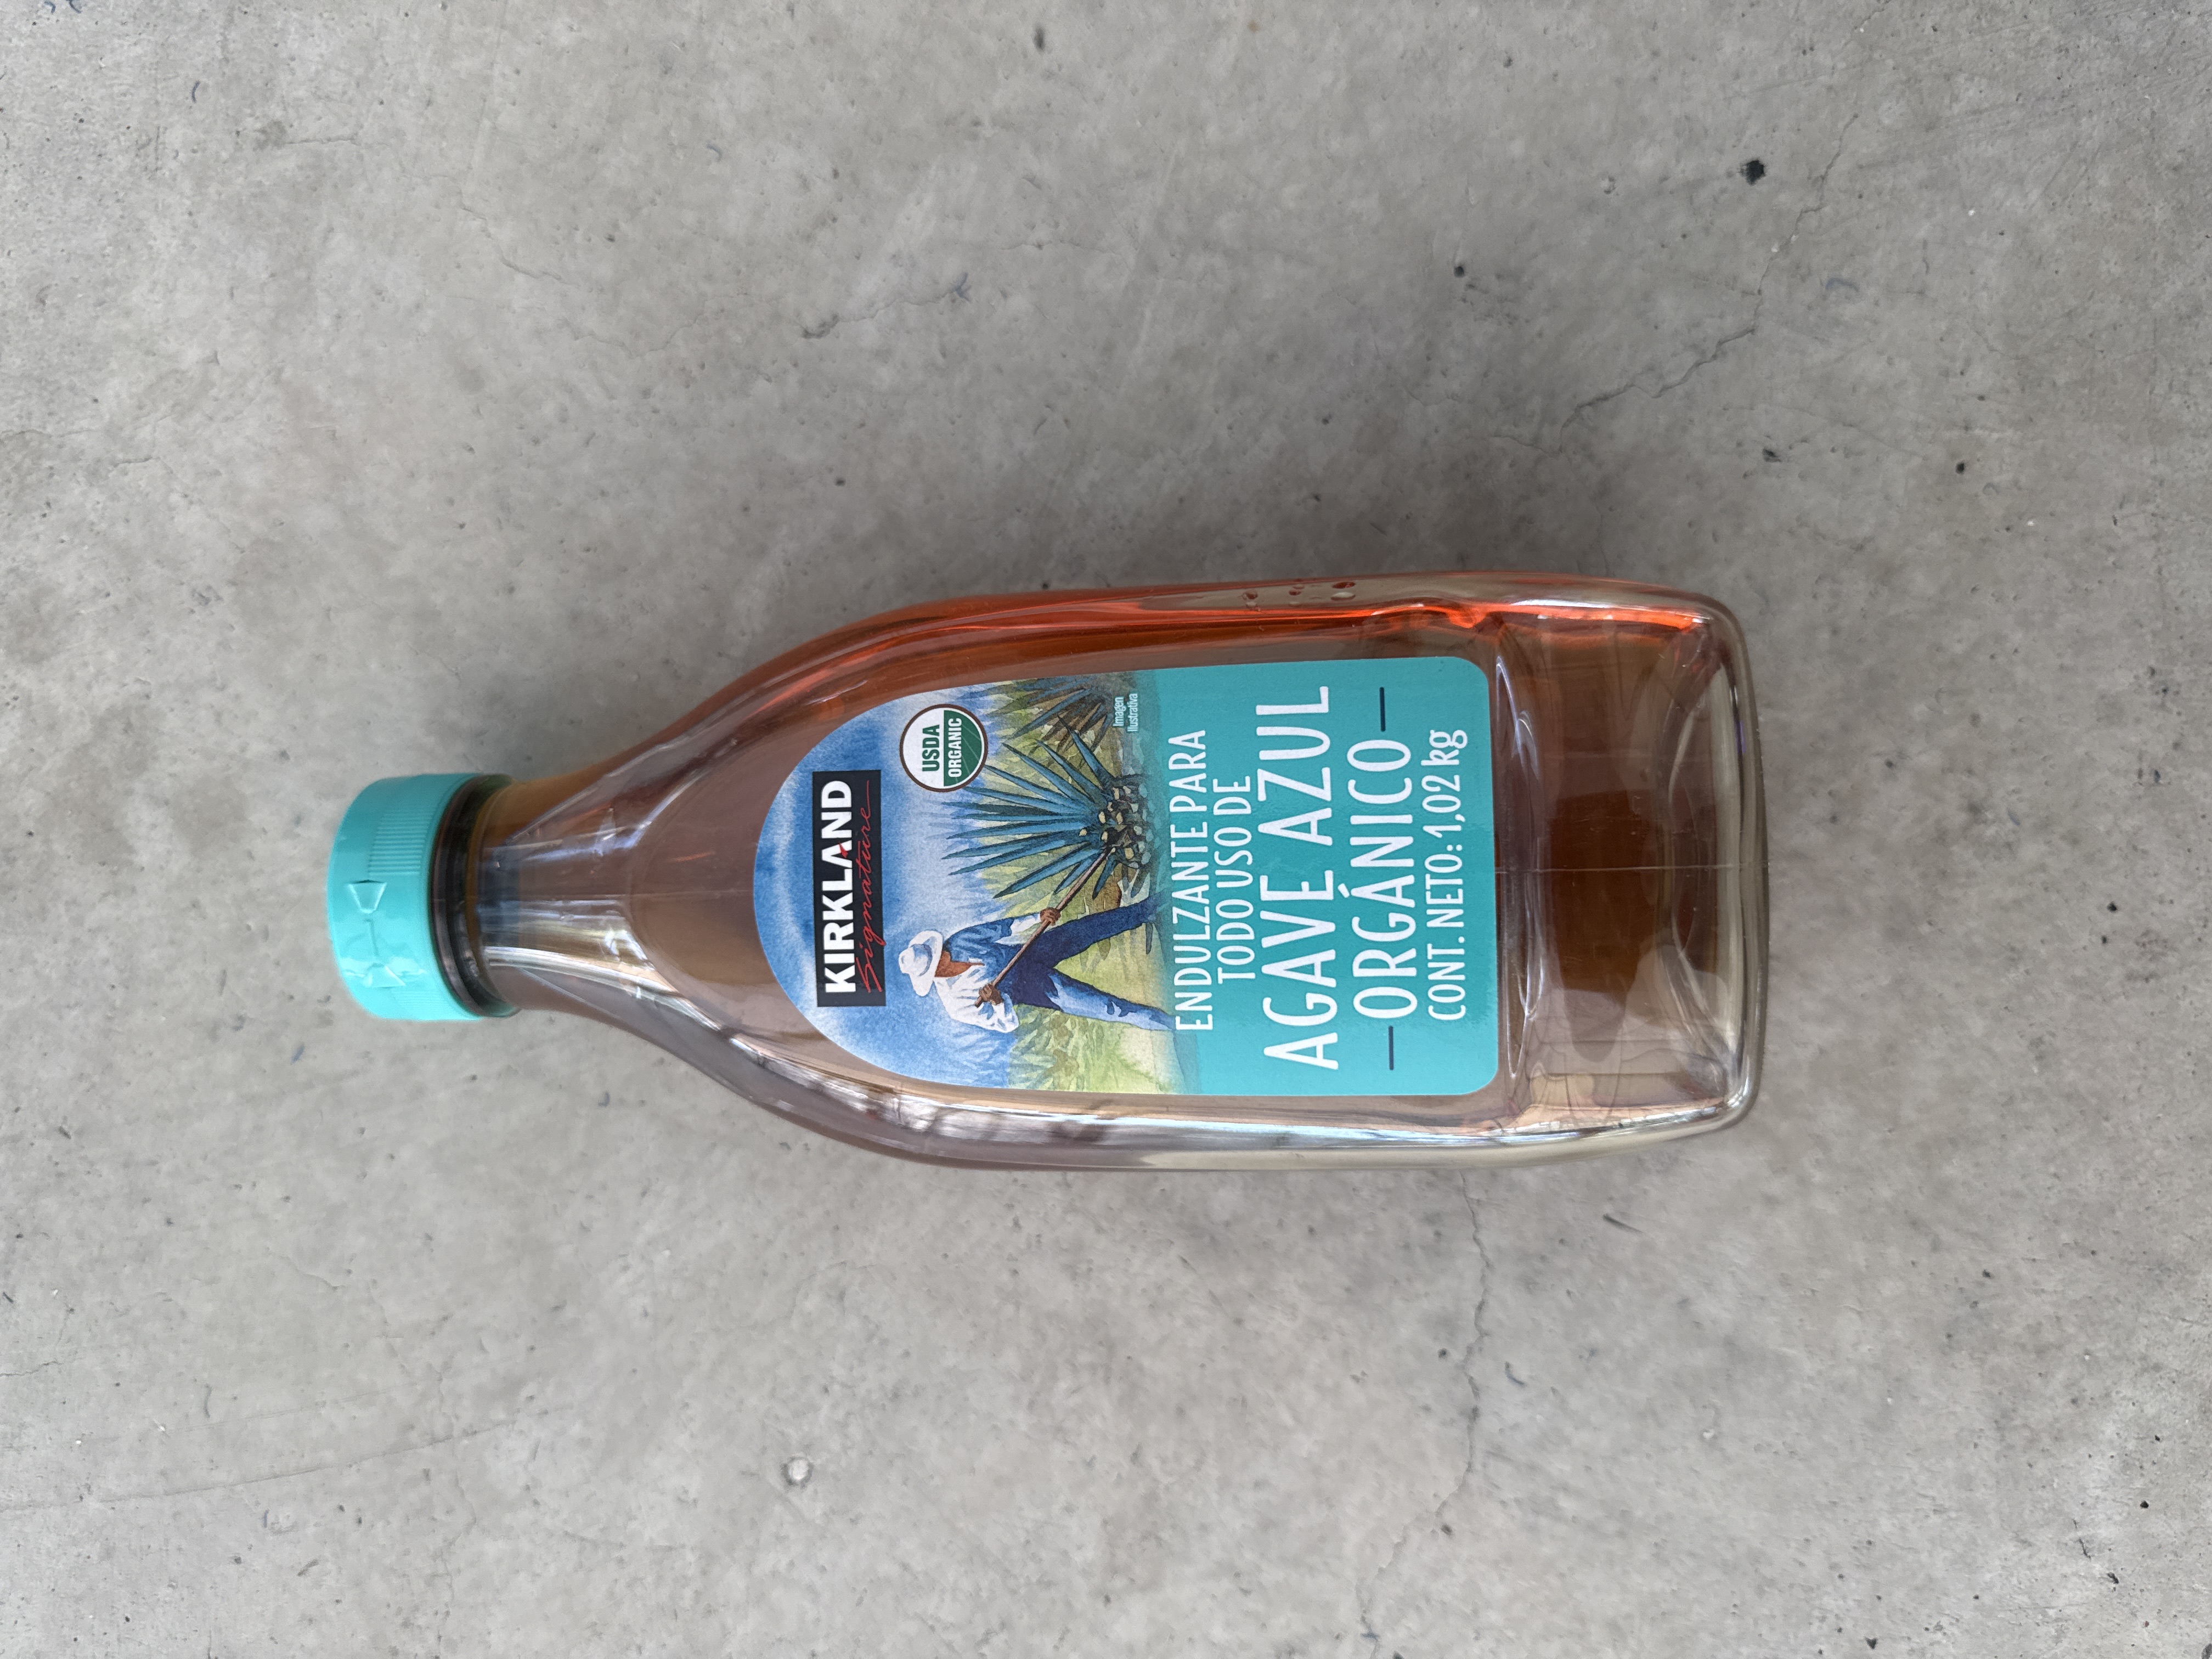 KIRKLAND
Signature
USDA
ORGANIC
Imagen
Ilustrativa
ENDULZANTE PARA
TODO USO DE
AGAVE AZUL
ORGÁNICO
CONT. NETO: 1,02 kg